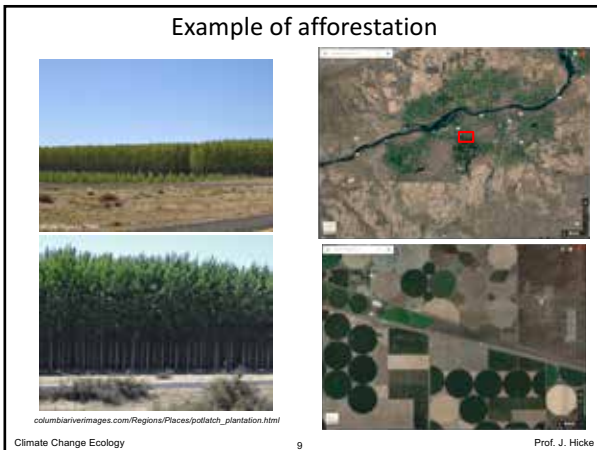 Example of afforestation
columbiariverimages.com/Regions/Places/potlatch_plantation.html
Climate Change Ecology
9
Prof. J. Hicke